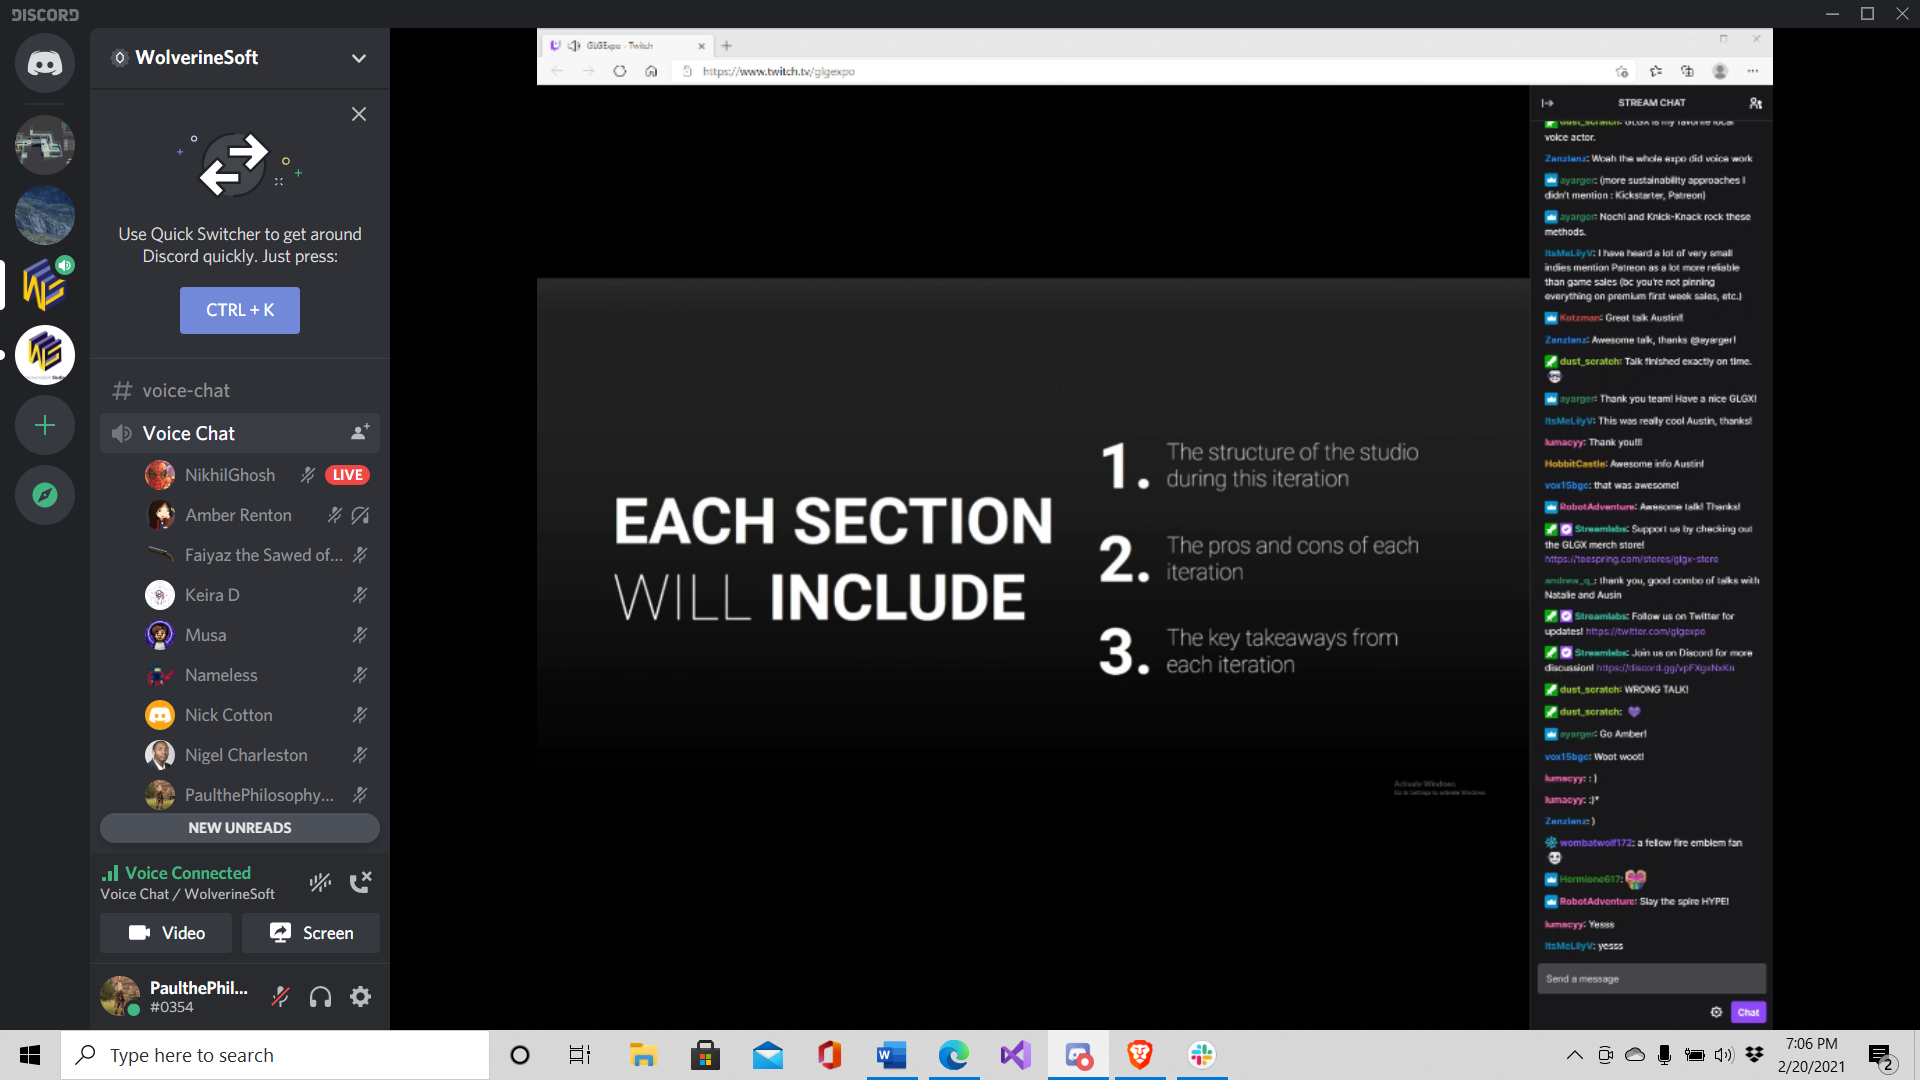 DISCORD
WolverineSoft
Use Quick Switcher to get around
Discord quickly. Just press:
CTRL + K
voice-chat
Voice Chat
NikhilGhosh
LIVE
Amber Renton
Faiyaz the Sawed of...
Keira D
Musa
Nameless
Nick Cotton
Nigel Charleston
PaulthePhilosophy...
NEW UNREADS
Voice Connected
Voice Chat / WolverineSoft
Video
Screen
PaulthePhil...
#0354
GLGExpo - Twitch
https://www.twitch.tv/glgexpo
EACH SECTION
WILL INCLUDE
1. The structure of the studio
during this iteration
2. The pros and cons of each
iteration
3. The key takeaways from
each iteration
Activate Windows
Go to Settings to activate Windows.
STREAM CHAT
dust_scratch: GLGX is my favorite local
voice actor.
Zanzlanz: Woah the whole expo did voice work
ayarger: (more sustainability approaches I
didn't mention : Kickstarter, Patreon)
ayarger: Nochi and Knick-Knack rock these
methods.
ItsMeLilyV: I have heard a lot of very small
indies mention Patreon as a lot more reliable
than game sales (bc you're not pinning
everything on premium first week sales, etc.)
Kotzman: Great talk Austin!!
Zanzlanz: Awesome talk, thanks @ayarger!
dust_scratch: Talk finished exactly on time.
ayarger: Thank you team! Have a nice GLGX!
ItsMeLilyV: This was really cool Austin, thanks!
lumacyy: Thank you!!!
HobbitCastle: Awesome info Austin!
vox15bgc: that was awesome!
RobotAdventure: Awesome talk! Thanks!
Streamlabs: Support us by checking out
the GLGX merch store!
https://teespring.com/stores/glgx-store
andrew_q_: thank you, good combo of talks with
Natalie and Ausin
Streamlabs: Follow us on Twitter for
updates! https://twitter.com/glgexpo
Streamlabs: Join us on Discord for more
discussion! https://discord.gg/vpFXgxNxKn
dust_scratch: WRONG TALK!
dust_scratch:
ayarger: Go Amber!
vox15bgc: Woot woot!
lumacyy: : )
lumacyy: :)*
Zanzlanz: )
wombatwolf172: a fellow fire emblem fan
Hermione617:
RobotAdventure: Slay the spire HYPE!
lumacyy: Yesss
ItsMeLilyV: yesss
Send a message
Chat
Type here to search
7:06 PM
2/20/2021
2